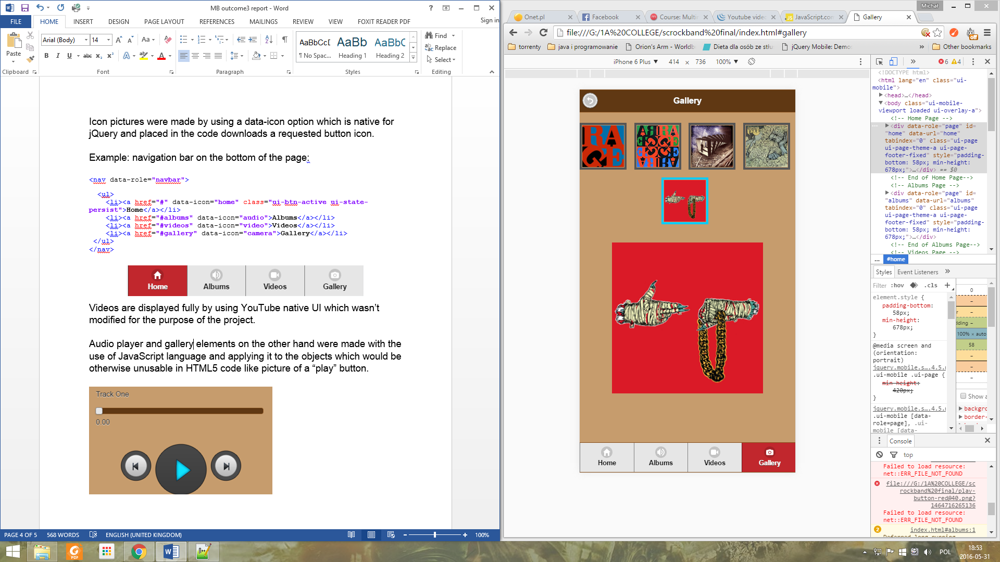 MB outcome3 report - Word
?
FILE
HOME
INSERT
DESIGN
PAGE LAYOUT
REFERENCES
MAILINGS
REVIEW
VIEW
FOXIT READER PDF
Sign in
Paste
Arial (Body)
14
Aa
B I U abc x₂ x²
AaBbCcD
AaBb
AaBbC
¶ No Spac...
Heading 1
Heading 2
Find
Replace
Select
Clipboard
Font
Paragraph
Styles
Editing
Icon pictures were made by using a data-icon option which is native for
jQuery and placed in the code downloads a requested button icon.
Example: navigation bar on the bottom of the page:
<nav data-role="navbar">
<ul>
<li><a href="#" data-icon="home" class="ui-btn-active ui-state-
persist">Home</a></li>
<li><a href="#albums" data-icon="audio">Albums</a></li>
<li><a href="#videos" data-icon="video">Videos</a></li>
<li><a href="#gallery" data-icon="camera">Gallery</a></li>
</ul>
</nav>
Home
Albums
Videos
Gallery
Videos are displayed fully by using YouTube native UI which wasn't
modified for the purpose of the project.
Audio player and gallery elements on the other hand were made with the
use of JavaScript language and applying it to the objects which would be
otherwise unusable in HTML5 code like picture of a “play” button.
Track One
0.00
PAGE 4 OF 5
568 WORDS
ENGLISH (UNITED KINGDOM)
100%
Michał
Onet.pl
Facebook
Course: Multim
Youtube video
JavaScript.com
Gallery
file:///G:/1A%20COLLEGE/scrockband%20final/index.html#gallery
torrenty
java i programowanie
Orion's Arm - Worldb
Dieta dla osób ze stłu
jQuery Mobile: Demo
»
Other bookmarks
iPhone 6 Plus ▼
414 × 736
100% ▼
Gallery
RA
GE
Home
Albums
Videos
Gallery
»
6
4
<!DOCTYPE html>
<html lang="en" class="ui-
mobile">
<head>…</head>
<body class="ui-mobile-
viewport loaded ui-overlay-a">
<!-- Home Page -->
<div data-role="page" id=
"home" data-url="home"
tabindex="0" class="ui-page
ui-page-theme-a ui-page-
footer-fixed" style="padding-
bottom: 58px; min-height:
678px;">…</div> == $0
<!-- End of Home Page-->
<!-- Albums Page -->
<div data-role="page" id=
"albums" data-url="albums"
tabindex="0" class="ui-page
ui-page-theme-a ui-page-
footer-fixed" style="padding-
bottom: 58px; min-height:
678px;">…</div>
<!-- End of Albums Page-->
<!-- Videos Page -->
...
#home
Styles
Event Listeners
»
Filter
:hov
.cls
+
element.style {
padding-bottom:
58px;
min-height:
678px;
}
@media screen and
(orientation:
portrait)
jquery.mobile.s….4.5.m
.ui-mobile .ui-page {
min-height:
420px;
}
jquery.mobile.s….4.5.m
.ui-mobile [data-
role=page], .ui-
mobile [data-
0
–
–
dding –
100% × auto
58
–
–
–
Show a
backgro
border-
Console
top
Failed to load resource:
net::ERR_FILE_NOT_FOUND
file:///G:/1A%20COLLEGE/sc
rockband%20final/play-
button-red@40.png?
1464716265136
Failed to load resource:
net::ERR_FILE_NOT_FOUND
2
index.html#albums:1
Deferred long-running
PDF
POL
18:53
2016-05-31